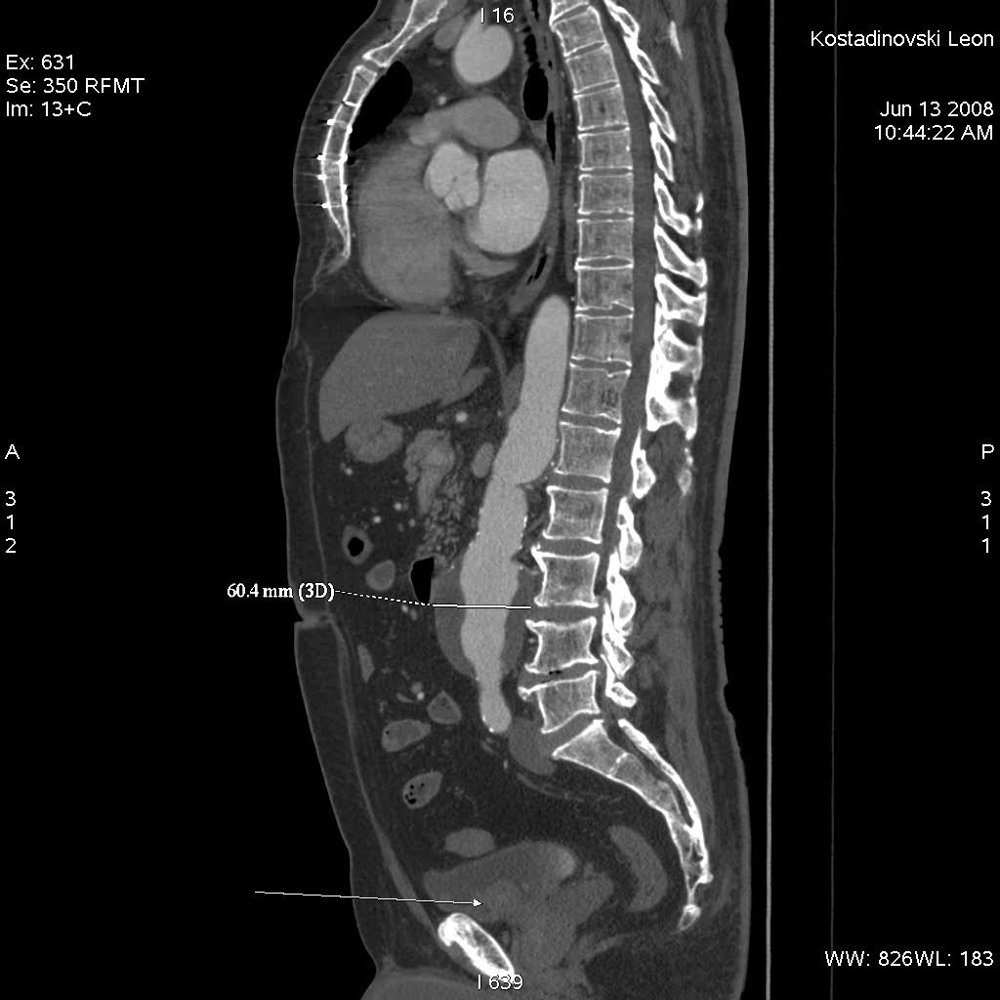 I 16
Kostadinovski Leon
Ex: 631
Se: 350 RFMT
Im: 13+C
Jun 13 2008
10:44:22 AM
A
P
3
1
2
3
1
1
60.4 mm (3D)
WW: 826WL: 183
I 639